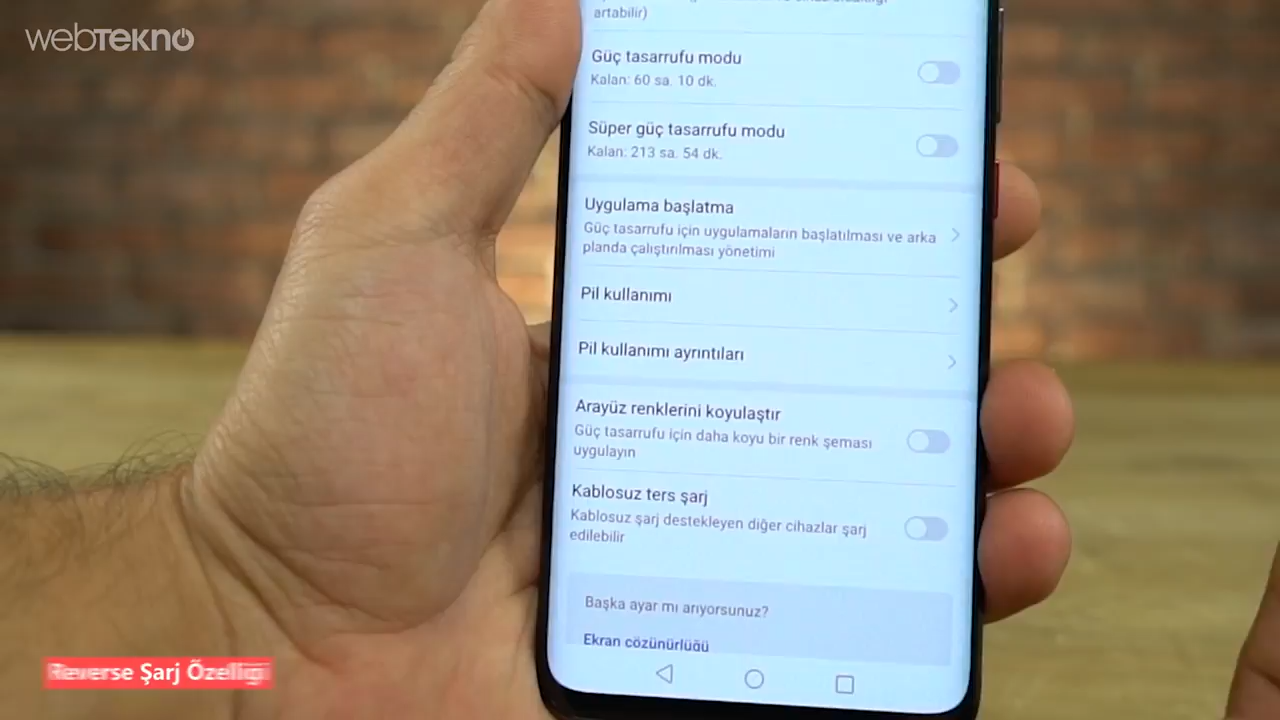 webTEKNO
artabilir)
Güç tasarrufu modu
Kalan: 60 sa. 10 dk.
Süper güç tasarrufu modu
Kalan: 213 sa. 54 dk.
Uygulama başlatma
Güç tasarrufu için uygulamaların başlatılması ve arka
planda çalıştırılması yönetimi
Pil kullanımı
Pil kullanımı ayrıntıları
Arayüz renklerini koyulaştır
Güç tasarrufu için daha koyu bir renk şeması
uygulayın
Kablosuz ters şarj
Kablosuz şarj destekleyen diğer cihazlar şarj
edilebilir
Başka ayar mı arıyorsunuz?
Ekran çözünürlüğü
Reverse Şarj Özelliği